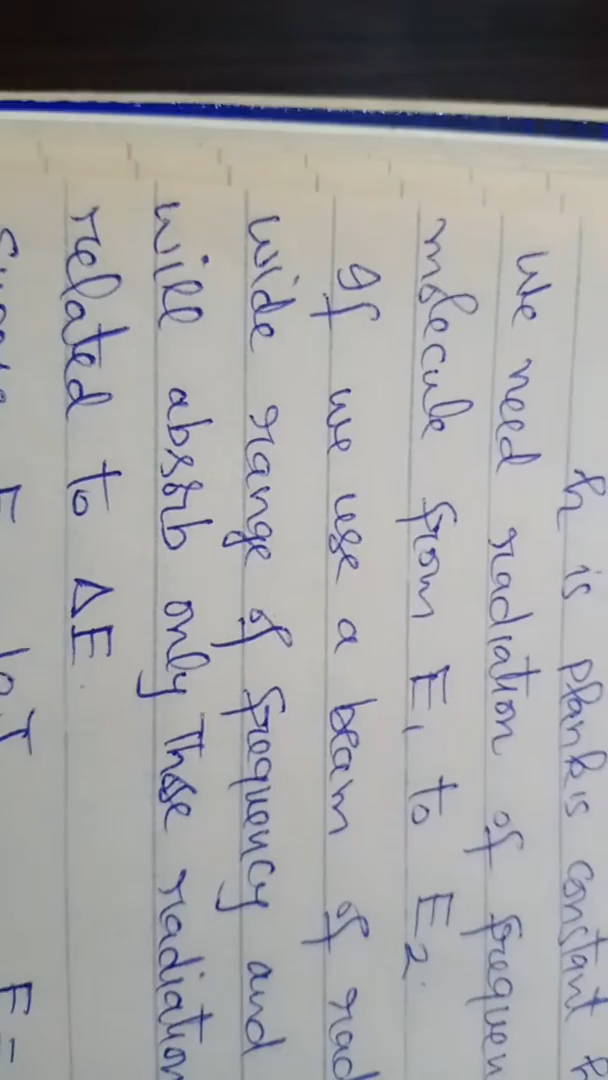 h is planks constant
We need radiation of frequen
molecule from E₁ to E₂.
If we use a beam of rad
wide range of frequency and
will absorb only those radiation
related to ΔE.